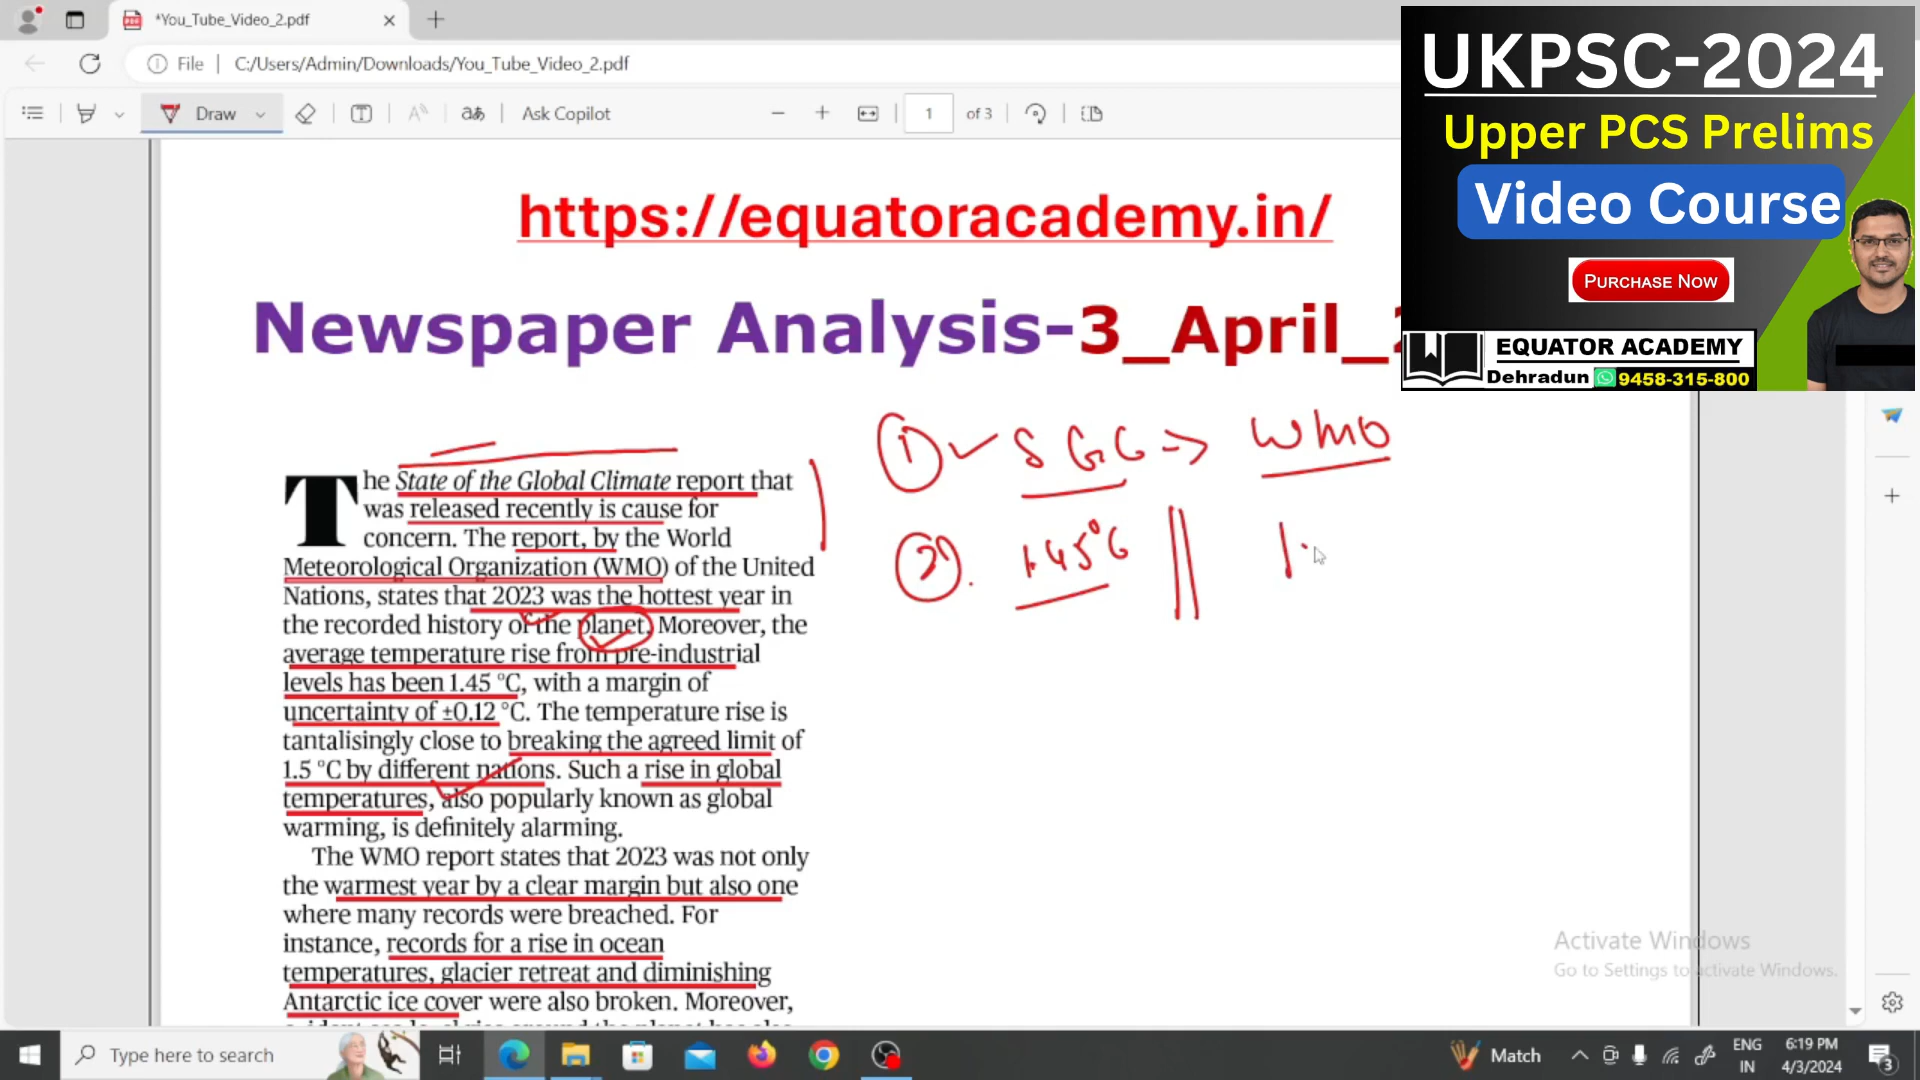 *You_Tube_Video_2.pdf
File | C:/Users/Admin/Downloads/You_Tube_Video_2.pdf
Draw
aあ
Ask Copilot
1 of 3
UKPSC-2024
Upper PCS Prelims
Video Course
PURCHASE NOW
EQUATOR ACADEMY
Dehradun 9458-315-800
https://equatoracademy.in/
Newspaper Analysis-3_April_
The State of the Global Climate report that
was released recently is cause for
concern. The report, by the World
Meteorological Organization (WMO) of the United
Nations, states that 2023 was the hottest year in
the recorded history of the planet. Moreover, the
average temperature rise from pre-industrial
levels has been 1.45 °C, with a margin of
uncertainty of ±0.12 °C. The temperature rise is
tantalisingly close to breaking the agreed limit of
1.5 °C by different nations. Such a rise in global
temperatures, also popularly known as global
warming, is definitely alarming.
The WMO report states that 2023 was not only
the warmest year by a clear margin but also one
where many records were breached. For
instance, records for a rise in ocean
temperatures, glacier retreat and diminishing
Antarctic ice cover were also broken. Moreover,
1 SGC => WMO
2. 1.45°C 1.
Activate Windows
Go to Settings to activate Windows.
Type here to search
Match
ENG
IN
6:19 PM
4/3/2024
3